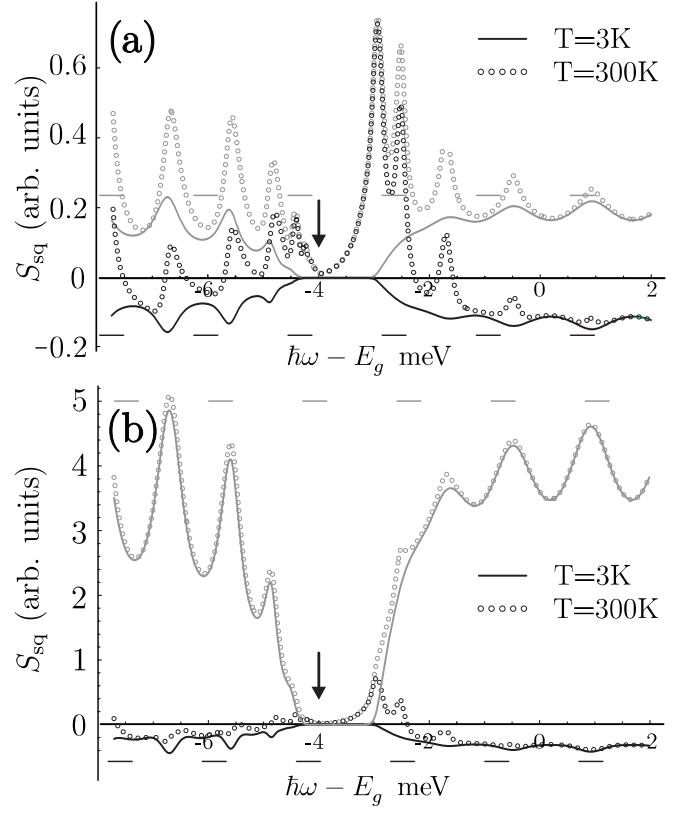 (a)
T=3K
T=300K
0.6
0.4
0.2
0
-0.2
S_sq (arb. units)
-6
-4
-2
0
2
ħω − E_g meV
(b)
5
4
3
2
1
0
S_sq (arb. units)
T=3K
T=300K
-6
-4
-2
0
2
ħω − E_g meV